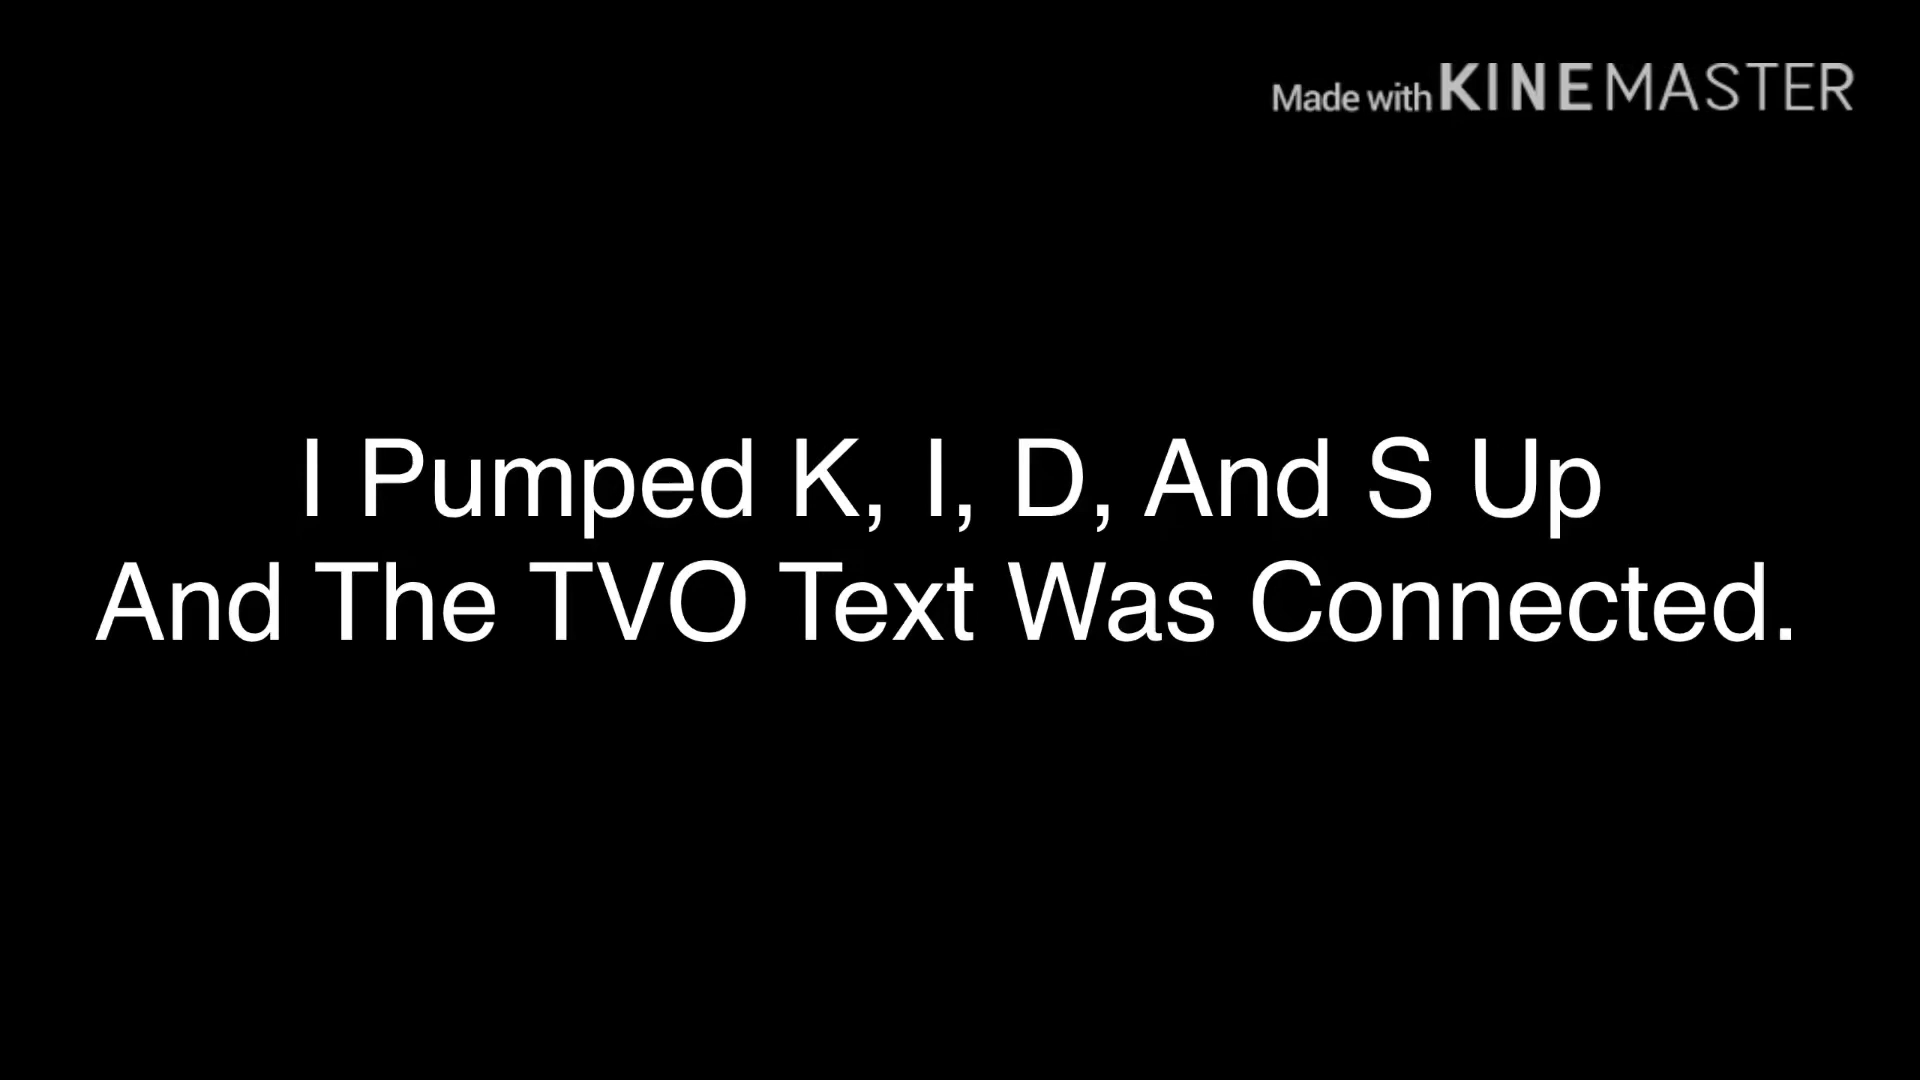 Made with KINEMASTER
I Pumped K, I, D, And S Up
And The TVO Text Was Connected.